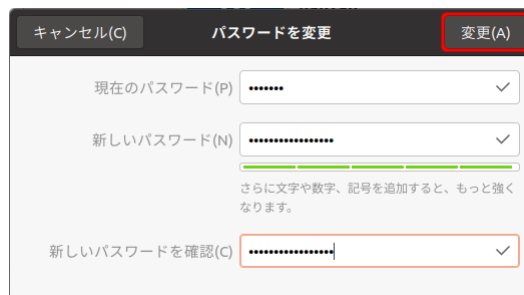 キャンセル(C) パスワードを変更 変更(A)
現在のパスワード(P) •••••••
新しいパスワード(N) •••••••••••••••••
さらに文字や数字、記号を追加すると、もっと強く
なります。
新しいパスワードを確認(C) •••••••••••••••••